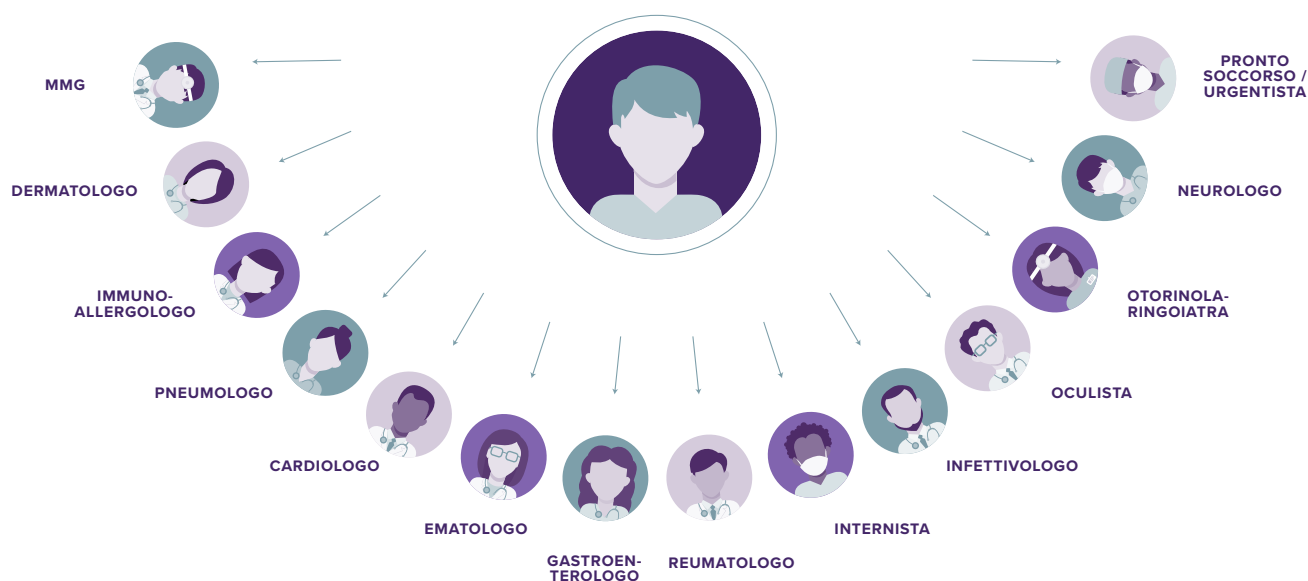 MMG
DERMATOLOGO
IMMUNO-
ALLERGOLOGO
PNEUMOLOGO
CARDIOLOGO
EMATOLOGO
GASTROEN-
TEROLOGO
REUMATOLOGO
INTERNISTA
INFETTIVOLOGO
OCULISTA
OTORINOLA-
RINGOIATRA
NEUROLOGO
PRONTO
SOCCORSO /
URGENTISTA